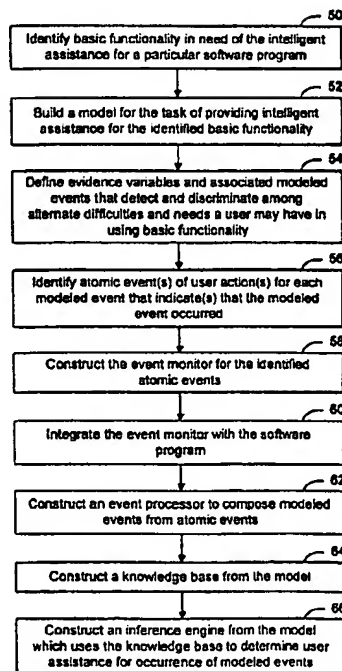 50
Identify basic functionality in need of the intelligent
assistance for a particular software program
52
Build a model for the task of providing intelligent
assistance for the identified basic functionality
54
Define evidence variables and associated modeled
events that detect and discriminate among
alternate difficulties and needs a user may have in
using basic functionality
56
Identify atomic event(s) of user action(s) for each
modeled event that indicate(s) that the modeled
event occurred
58
Construct the event monitor for the identified
atomic events
60
Integrate the event monitor with the software
program
62
Construct an event processor to compose modeled
events from atomic events
64
Construct a knowledge base from the model
66
Construct an inference engine from the model
which uses the knowledge base to determine user
assistance for occurrence of modeled events